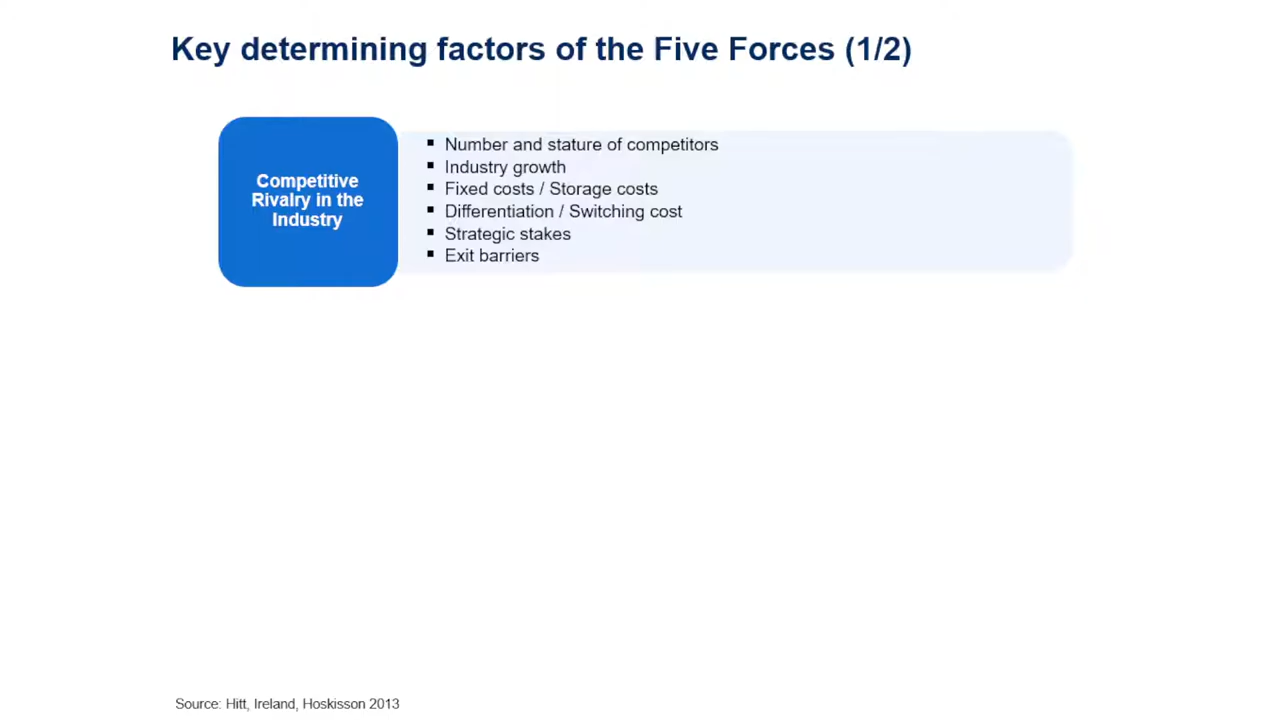 Key determining factors of the Five Forces (1/2)
Competitive
Rivalry in the
Industry
▪ Number and stature of competitors
▪ Industry growth
▪ Fixed costs / Storage costs
▪ Differentiation / Switching cost
▪ Strategic stakes
▪ Exit barriers
Source: Hitt, Ireland, Hoskisson 2013